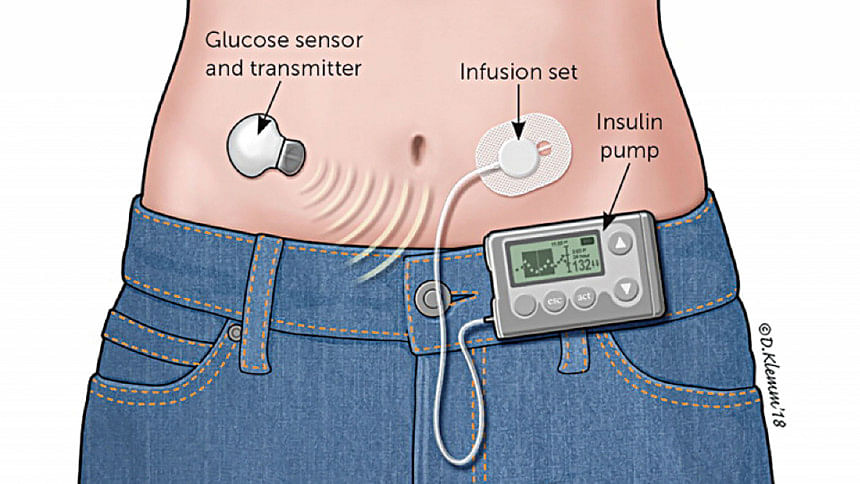 Glucose sensor
and transmitter
Infusion set
Insulin
pump
132
esc
act
©D.Klemm'18